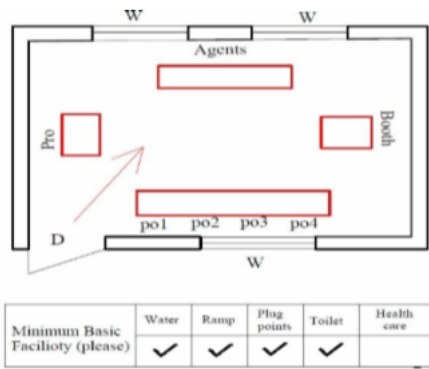 W W
Agents
Pro
Booth
po1 po2 po3 po4
D
W
Minimum Basic
Facilioty (please)
Water
Ramp
Plug
points
Toilet
Health
care
✓ ✓ ✓ ✓